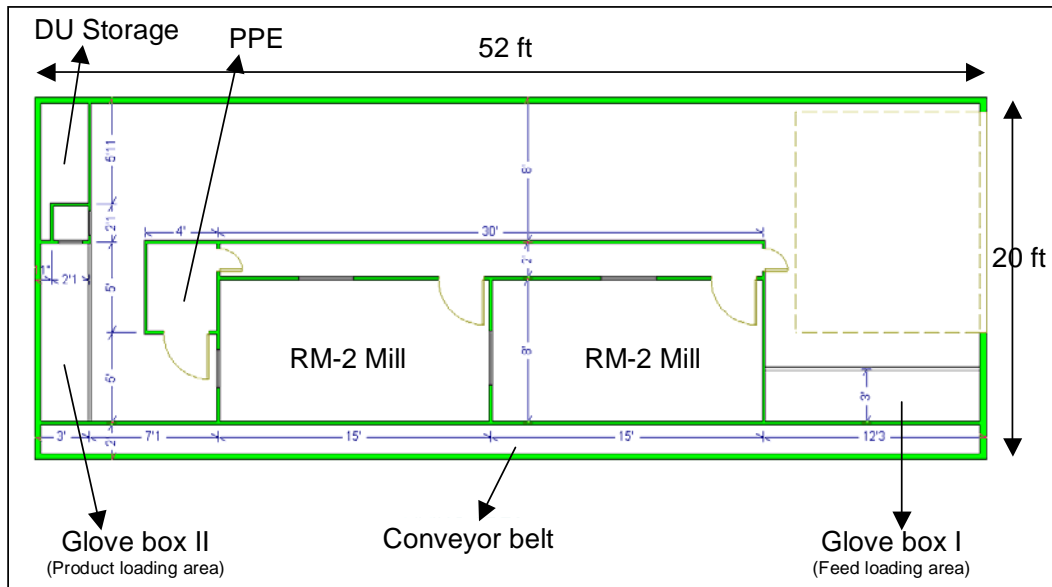 DU Storage
PPE
52 ft
5'11
8'
2'1
4'
30'
2'
20 ft
2'1
5'
RM-2 Mill
RM-2 Mill
5'
8'
3'
3'
7'1
15'
15'
12'3
2'
Glove box II
(Product loading area)
Conveyor belt
Glove box I
(Feed loading area)